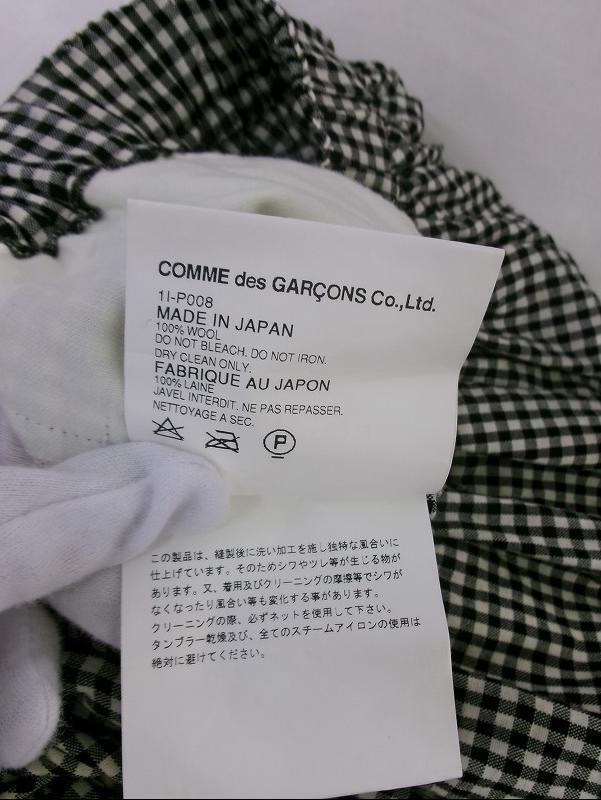 COMME des GARÇONS Co.,Ltd.
1I-P008
MADE IN JAPAN
100% WOOL
DO NOT BLEACH. DO NOT IRON.
DRY CLEAN ONLY.
FABRIQUE AU JAPON
100% LAINE
JAVEL INTERDIT. NE PAS REPASSER.
NETTOYAGE A SEC.
P
この製品は、縫製後に洗い加工を施し独特な風合いに
仕上げています。そのためシワやツレ等が生じる物が
あります。又、着用及びクリーニングの摩擦等でシワが
なくなったり風合い等も変化する事があります。
クリーニングの際、必ずネットを使用して下さい。
タンブラー乾燥及び、全てのスチームアイロンの使用は
絶対に避けてください。